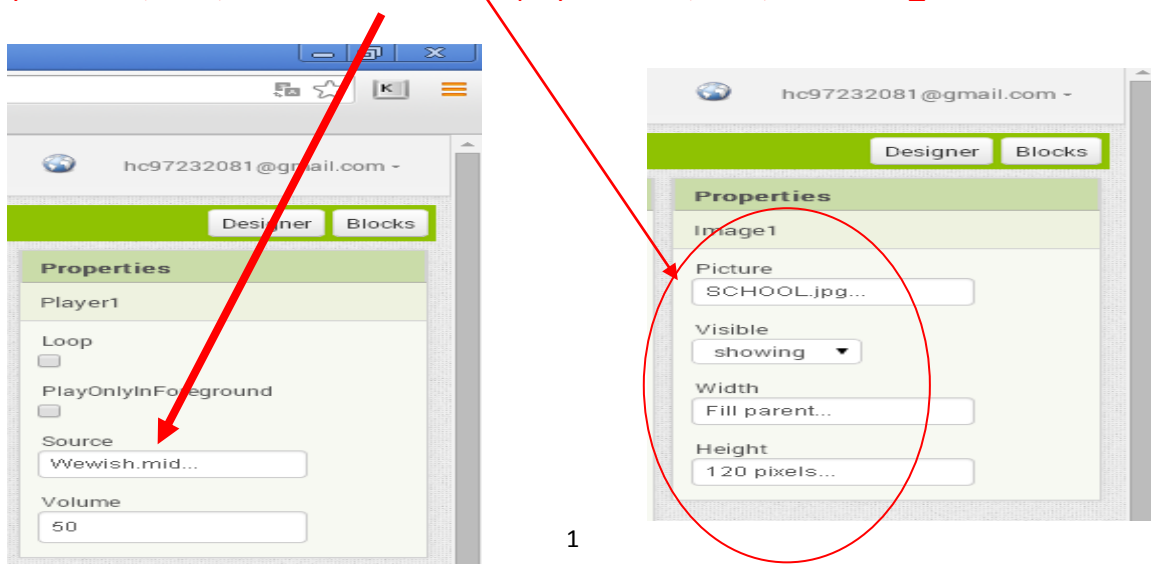 K
hc97232081@gmail.com
Designer Blocks
Properties
Player1
Loop
PlayOnlyInForeground
Source
Wewish.mid...
Volume
50
hc97232081@gmail.com
Designer Blocks
Properties
Image1
Picture
SCHOOL.jpg...
Visible
showing
Width
Fill parent...
Height
120 pixels...
1